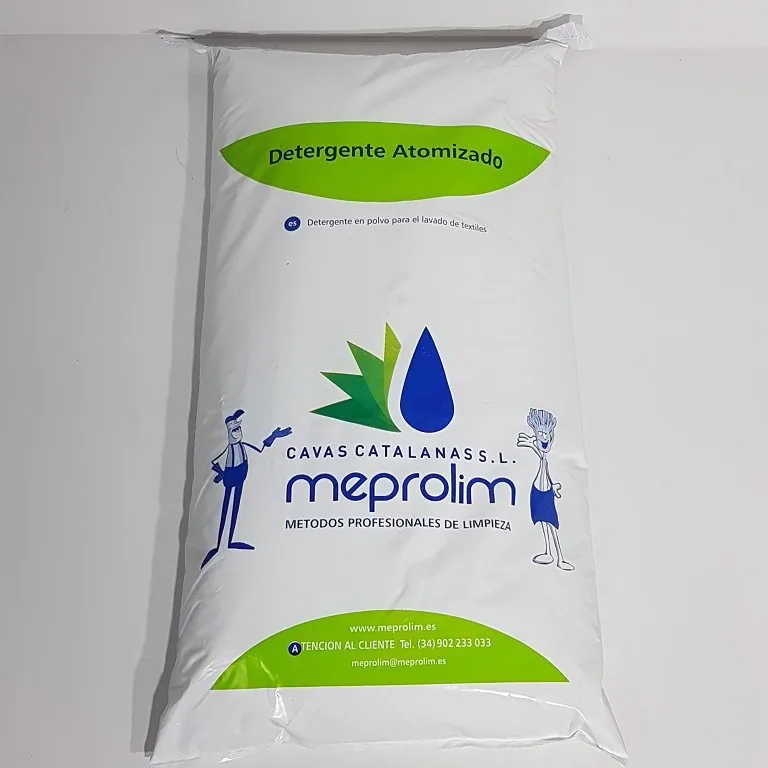 Detergente Atomizado
es Detergente en polvo para el lavado de textiles
CAVAS CATALANAS S.L.
meprolim
METODOS PROFESIONALES DE LIMPIEZA
www.meprolim.es
ATENCION AL CLIENTE Tel. (34) 902 233 033
meprolim@meprolim.es